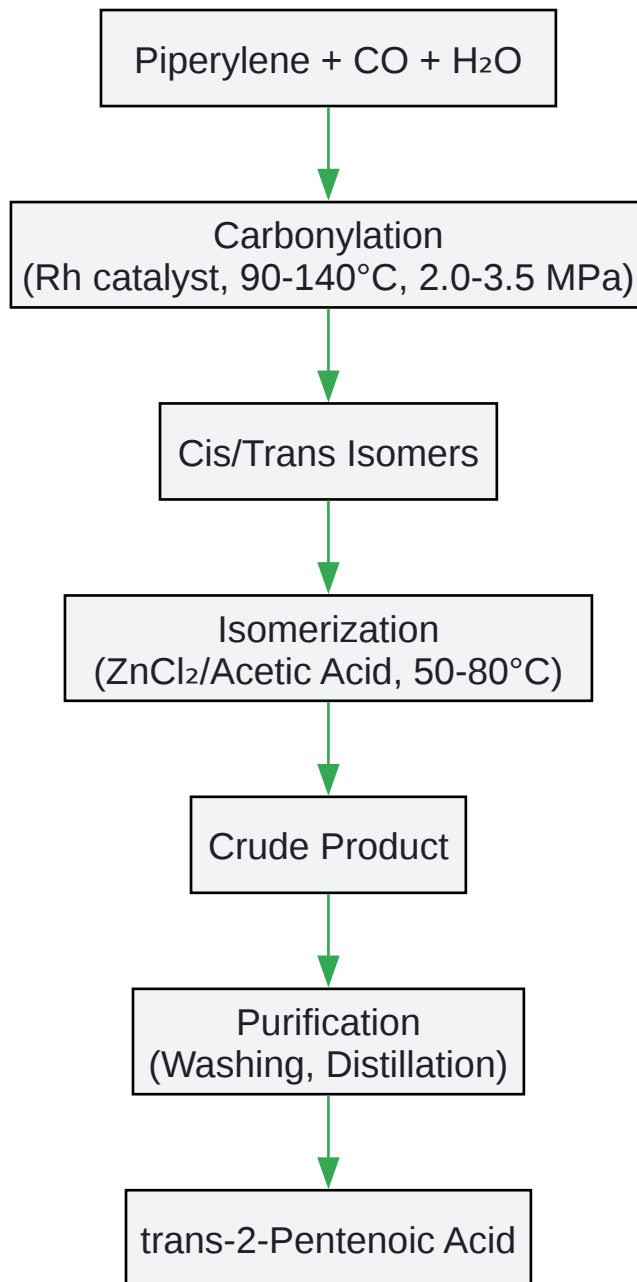 Piperylene + CO + H₂O
Carbonylation
(Rh catalyst, 90-140°C, 2.0-3.5 MPa)
Cis/Trans Isomers
Isomerization
(ZnCl₂/Acetic Acid, 50-80°C)
Crude Product
Purification
(Washing, Distillation)
trans-2-Pentenoic Acid